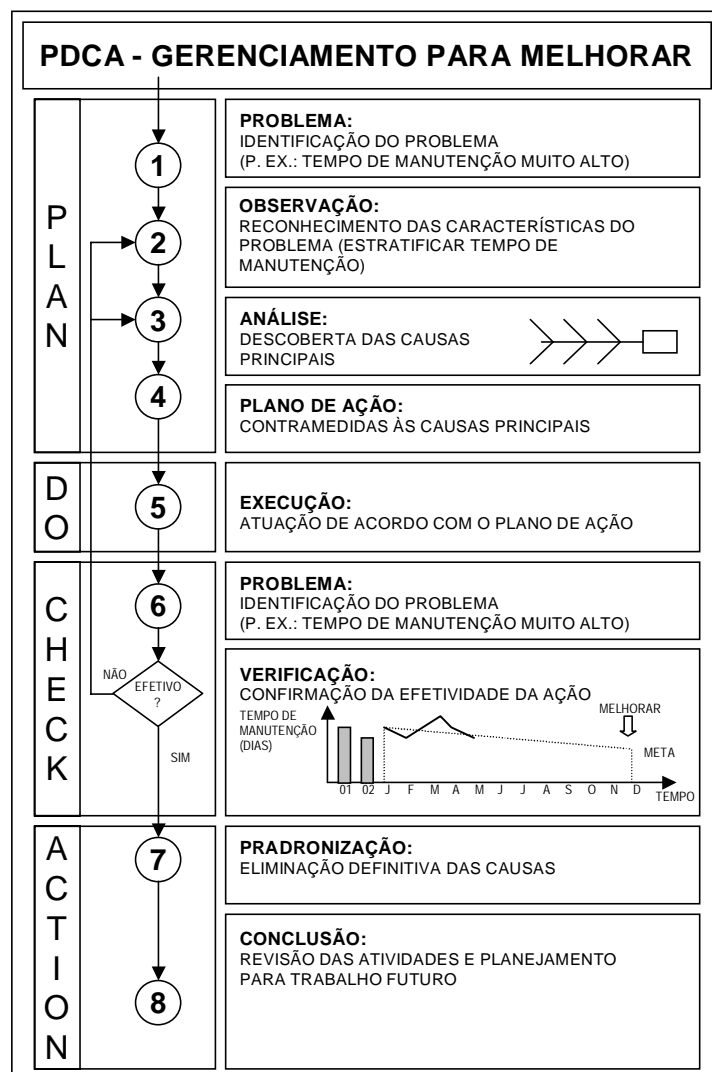 PDCA - GERENCIAMENTO PARA MELHORAR
PLAN
1
PROBLEMA:
IDENTIFICAÇÃO DO PROBLEMA
(P. EX.: TEMPO DE MANUTENÇÃO MUITO ALTO)
2
OBSERVAÇÃO:
RECONHECIMENTO DAS CARACTERÍSTICAS DO
PROBLEMA (ESTRATIFICAR TEMPO DE
MANUTENÇÃO)
3
ANÁLISE:
DESCOBERTA DAS CAUSAS
PRINCIPAIS
4
PLANO DE AÇÃO:
CONTRAMEDIDAS ÀS CAUSAS PRINCIPAIS
DO
5
EXECUÇÃO:
ATUAÇÃO DE ACORDO COM O PLANO DE AÇÃO
CHECK
6
PROBLEMA:
IDENTIFICAÇÃO DO PROBLEMA
(P. EX.: TEMPO DE MANUTENÇÃO MUITO ALTO)
NÃO
EFETIVO
?
SIM
VERIFICAÇÃO:
CONFIRMAÇÃO DA EFETIVIDADE DA AÇÃO
TEMPO DE
MANUTENÇÃO
(DIAS)
MELHORAR
META
01 02 J F M A M J J A S O N D
TEMPO
ACTION
7
PRADRONIZAÇÃO:
ELIMINAÇÃO DEFINITIVA DAS CAUSAS
8
CONCLUSÃO:
REVISÃO DAS ATIVIDADES E PLANEJAMENTO
PARA TRABALHO FUTURO